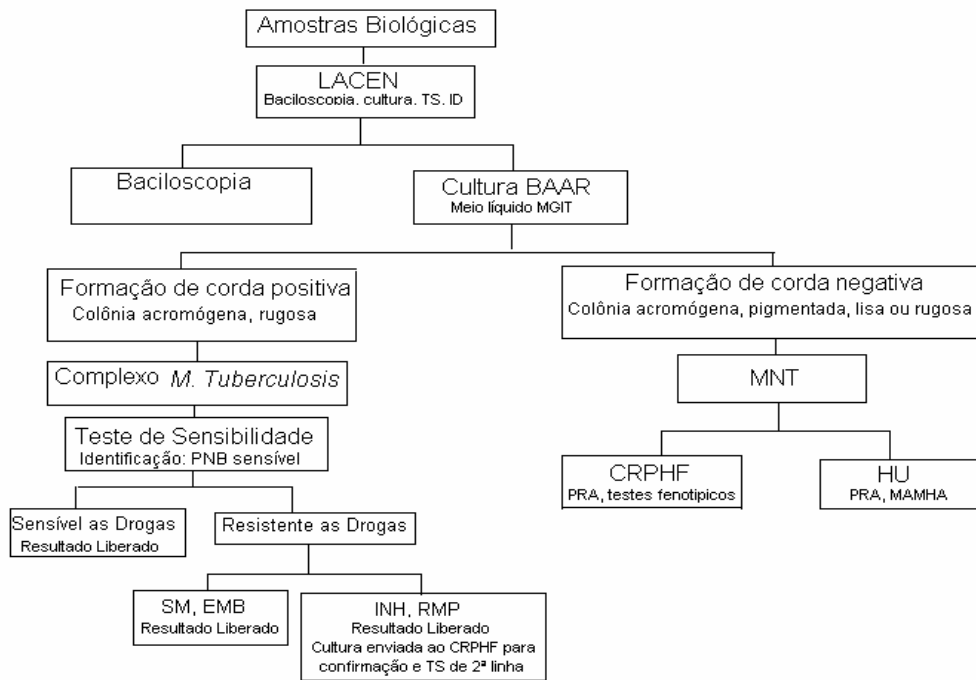 Amostras Biológicas
LACEN
Baciloscopia, cultura, TS, ID
Baciloscopia
Cultura BAAR
Meio líquido MGIT
Formação de corda positiva
Colônia acromógena, rugosa
Formação de corda negativa
Colônia acromógena, pigmentada, lisa ou rugosa
Complexo M. Tuberculosis
MNT
Teste de Sensibilidade
Identificação: PNB sensível
CRPHF
PRA, testes fenotipicos
HU
PRA, MAMHA
Sensível as Drogas
Resultado Liberado
Resistente as Drogas
SM, EMB
Resultado Liberado
INH, RMP
Resultado Liberado
Cultura enviada ao CRPHF para
confirmação e TS de 2ª linha